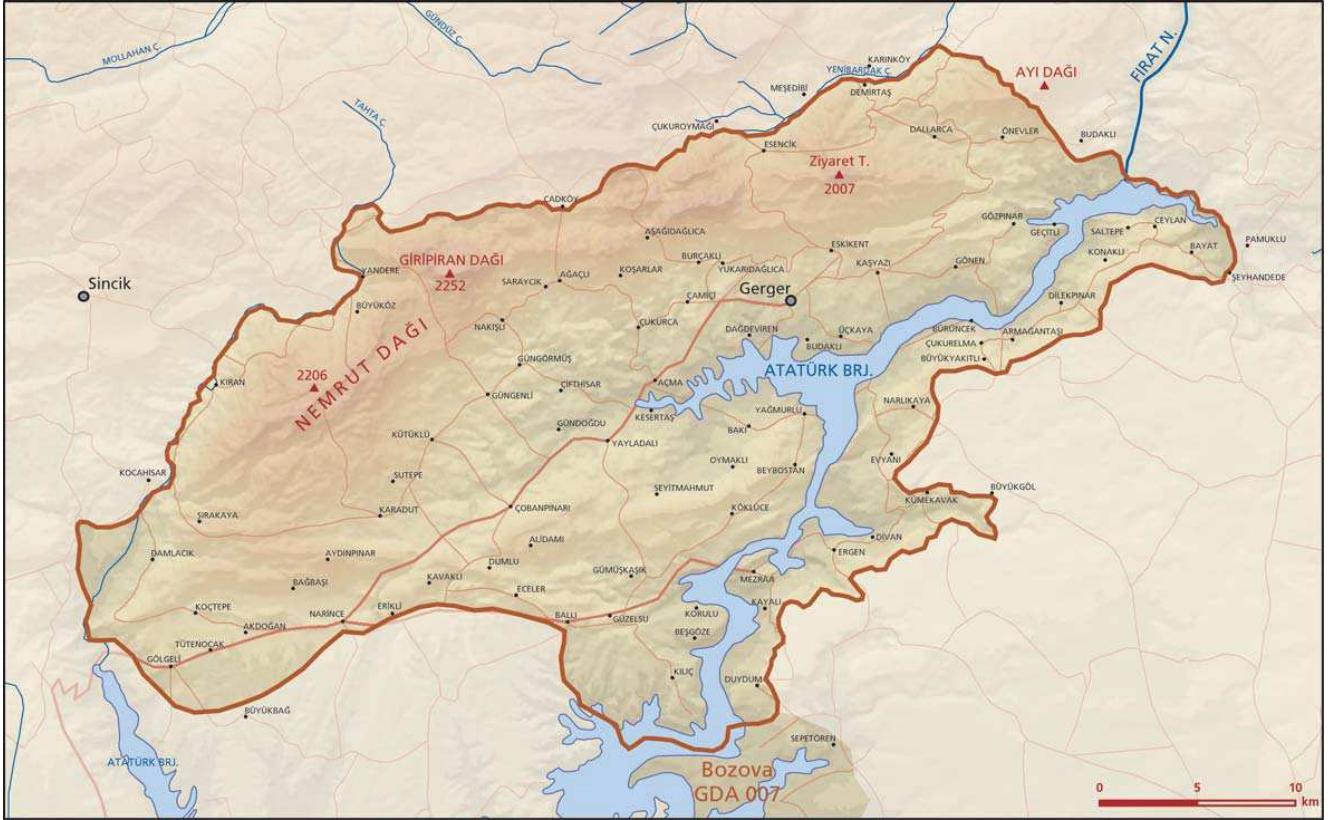 MOLLAHAN Ç.
GÜNDÜZ Ç.
TAHTA Ç.
KARINKÖY
YENİBARDAK Ç.
AYI DAĞI
FIRAT N.
MEŞEDİBİ
DEMİRTAŞ
ÇUKUROYMAĞI
ESENCİK
DALLARCA
ÖNEVLER
BUDAKLI
Ziyaret T.
2007
ÇADKÖY
AŞAĞIDAĞLICA
GÖZPINAR
GEÇİTLİ
SALTEPE
CEYLAN
PAMUKLU
BAYAT
KONAKLI
ŞEYHANDEDE
ESKİKENT
BURÇAKLI
YUKARIDAĞLICA
KAŞYAZI
GÖNEN
GİRİPİRAN DAĞI
2252
YANDERE
SARAYCIK
AĞAÇLI
KOŞARLAR
Sincik
BÜYÜKÖZ
ÇAMİÇİ
Gerger
DİLEKPINAR
NAKIŞLI
ÇUKURCA
DAĞDEVİREN
ÜÇKAYA
BUDAKLI
BÜRÜNCEK
ARMAĞANTAŞI
ÇUKURELMA
BÜYÜKYAKITLI
NEMRUT DAĞI
2206
KIRAN
GÜNGÖRMÜŞ
ÇİFTHİSAR
GÜNGENLİ
AÇMA
ATATÜRK BRJ.
KESERTAŞ
YAĞMURLU
NARLIKAYA
GÜNDOĞDU
BAKI
KÜTÜKLÜ
YAYLADALI
OYMAKLI
BEYBOSTAN
EVYANI
KOCAHİSAR
SUTEPE
SEYİTMAHMUT
KÜMEKAVAK
BÜYÜKGÖL
ŞIRAKAYA
KARADUT
ÇOBANPINARI
KÖKLÜCE
DİVAN
ERGEN
DAMLACIK
AYDINPINAR
ALİDAMI
DUMLU
GÜMÜŞKAŞIK
MEZRAA
BAĞBAŞI
KAVAKLI
ECELER
KAYALI
KOÇTEPE
NARİNCE
ERİKLİ
BALLI
GÜZELSU
KORULU
AKDOĞAN
BEŞGÖZE
TÜTENOCAK
GÖLGELİ
KILIÇ
DUYDUM
BÜYÜKBAĞ
SEPETÖREN
ATATÜRK BRJ.
Bozova
GDA 007
0 5 10
km